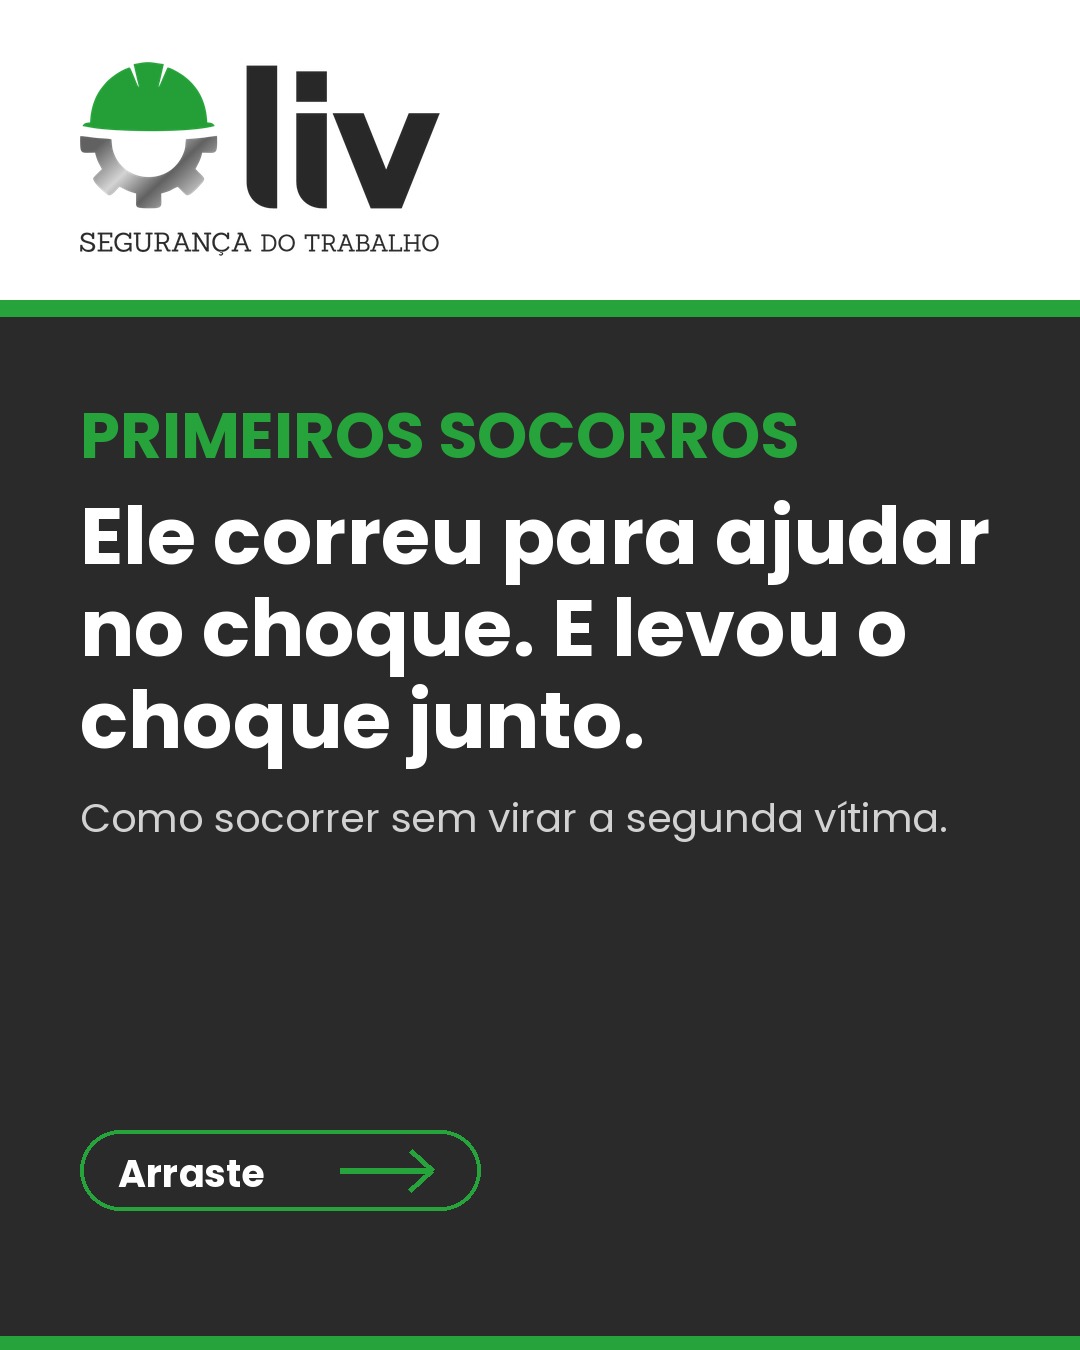 liv
SEGURANÇA DO TRABALHO
PRIMEIROS SOCORROS
Ele correu para ajudar
no choque. E levou o
choque junto.
Como socorrer sem virar a segunda vítima.
Arraste